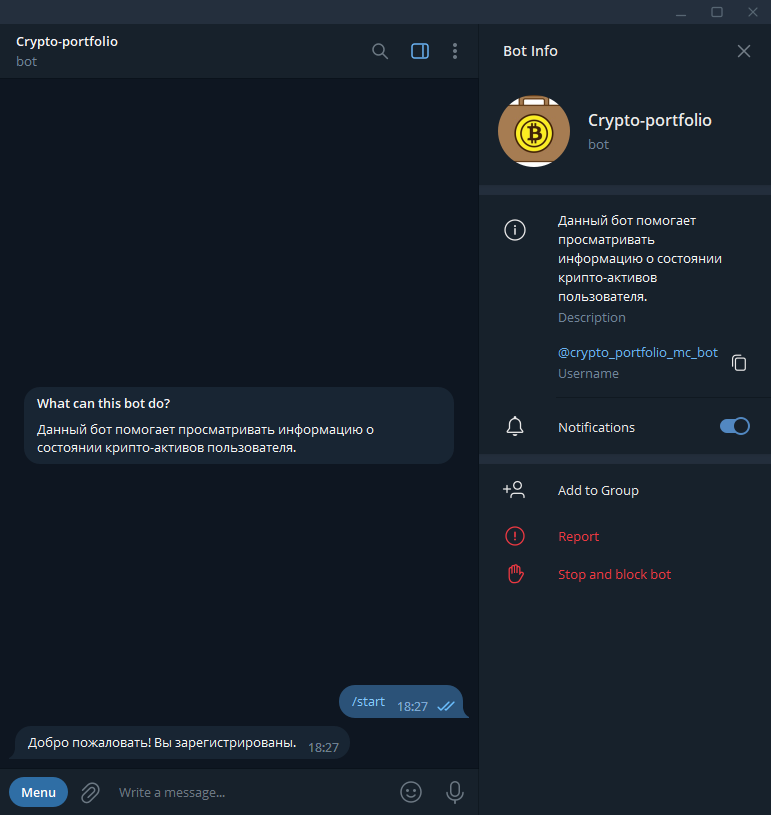 Crypto-portfolio
bot
What can this bot do?
Данный бот помогает просматривать информацию о
состоянии крипто-активов пользователя.
/start 18:27
Добро пожаловать! Вы зарегистрированы. 18:27
Menu
Write a message...
Bot Info
Crypto-portfolio
bot
Данный бот помогает
просматривать
информацию о состоянии
крипто-активов
пользователя.
Description
@crypto_portfolio_mc_bot
Username
Notifications
Add to Group
Report
Stop and block bot